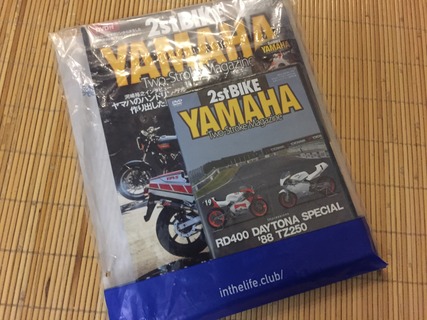 2stBIKE
YAMAHA
Two-Stroke Magazine
ヤマハのハンドリング
作り出した
DVD
2stBIKE
YAMAHA
Two-Stroke Magazine
RD400 DAYTONA SPECIAL
'88 TZ250
inthelife.club/